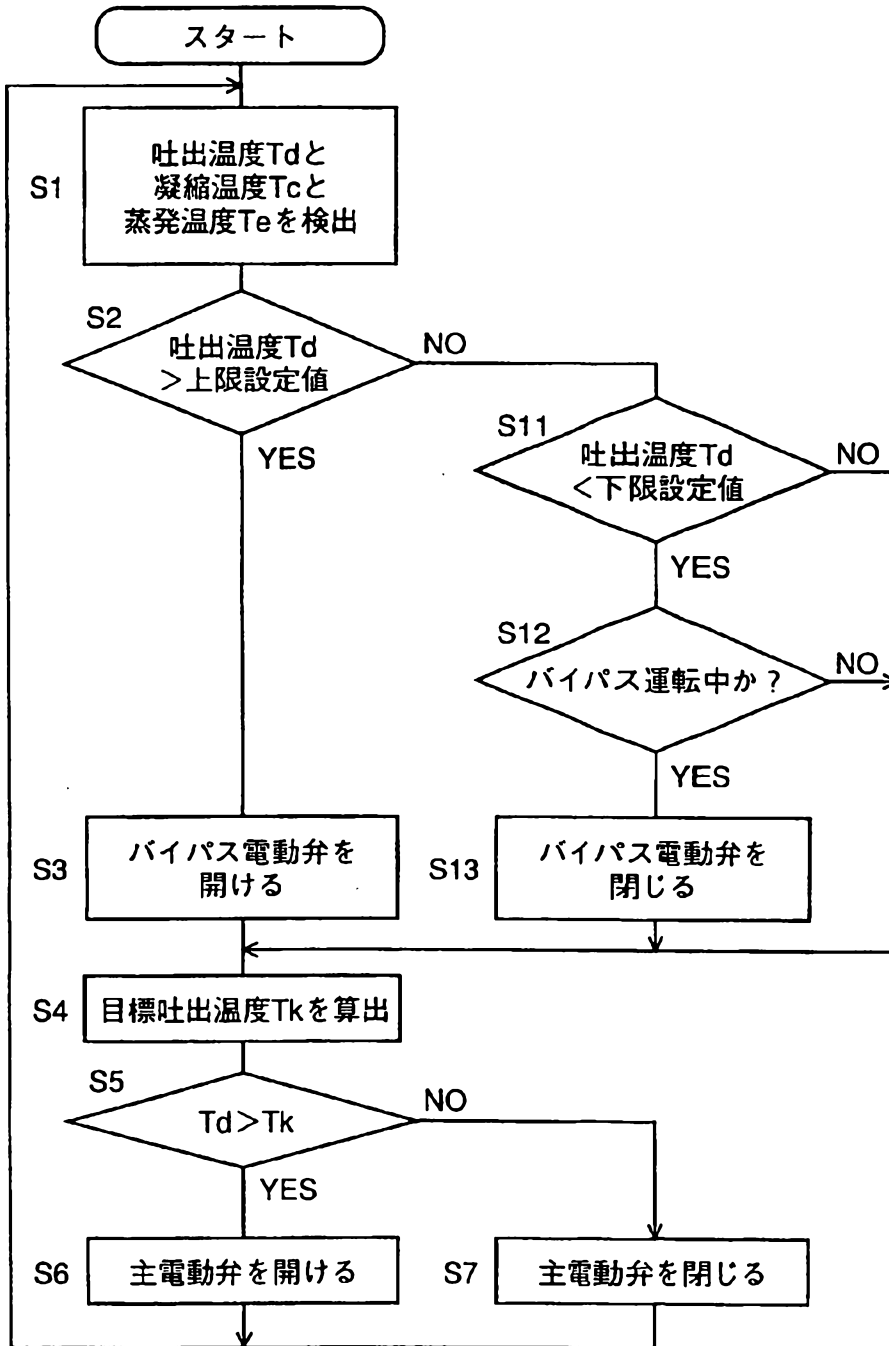 スタート
S1
吐出温度Tdと
凝縮温度Tcと
蒸発温度Teを検出
S2
吐出温度Td
>上限設定値
NO
YES
S11
吐出温度Td
<下限設定値
NO
YES
S12
バイパス運転中か?
NO
YES
S3
バイパス電動弁を
開ける
S13
バイパス電動弁を
閉じる
S4
目標吐出温度Tkを算出
S5
Td>Tk
NO
YES
S6
主電動弁を開ける
S7
主電動弁を閉じる